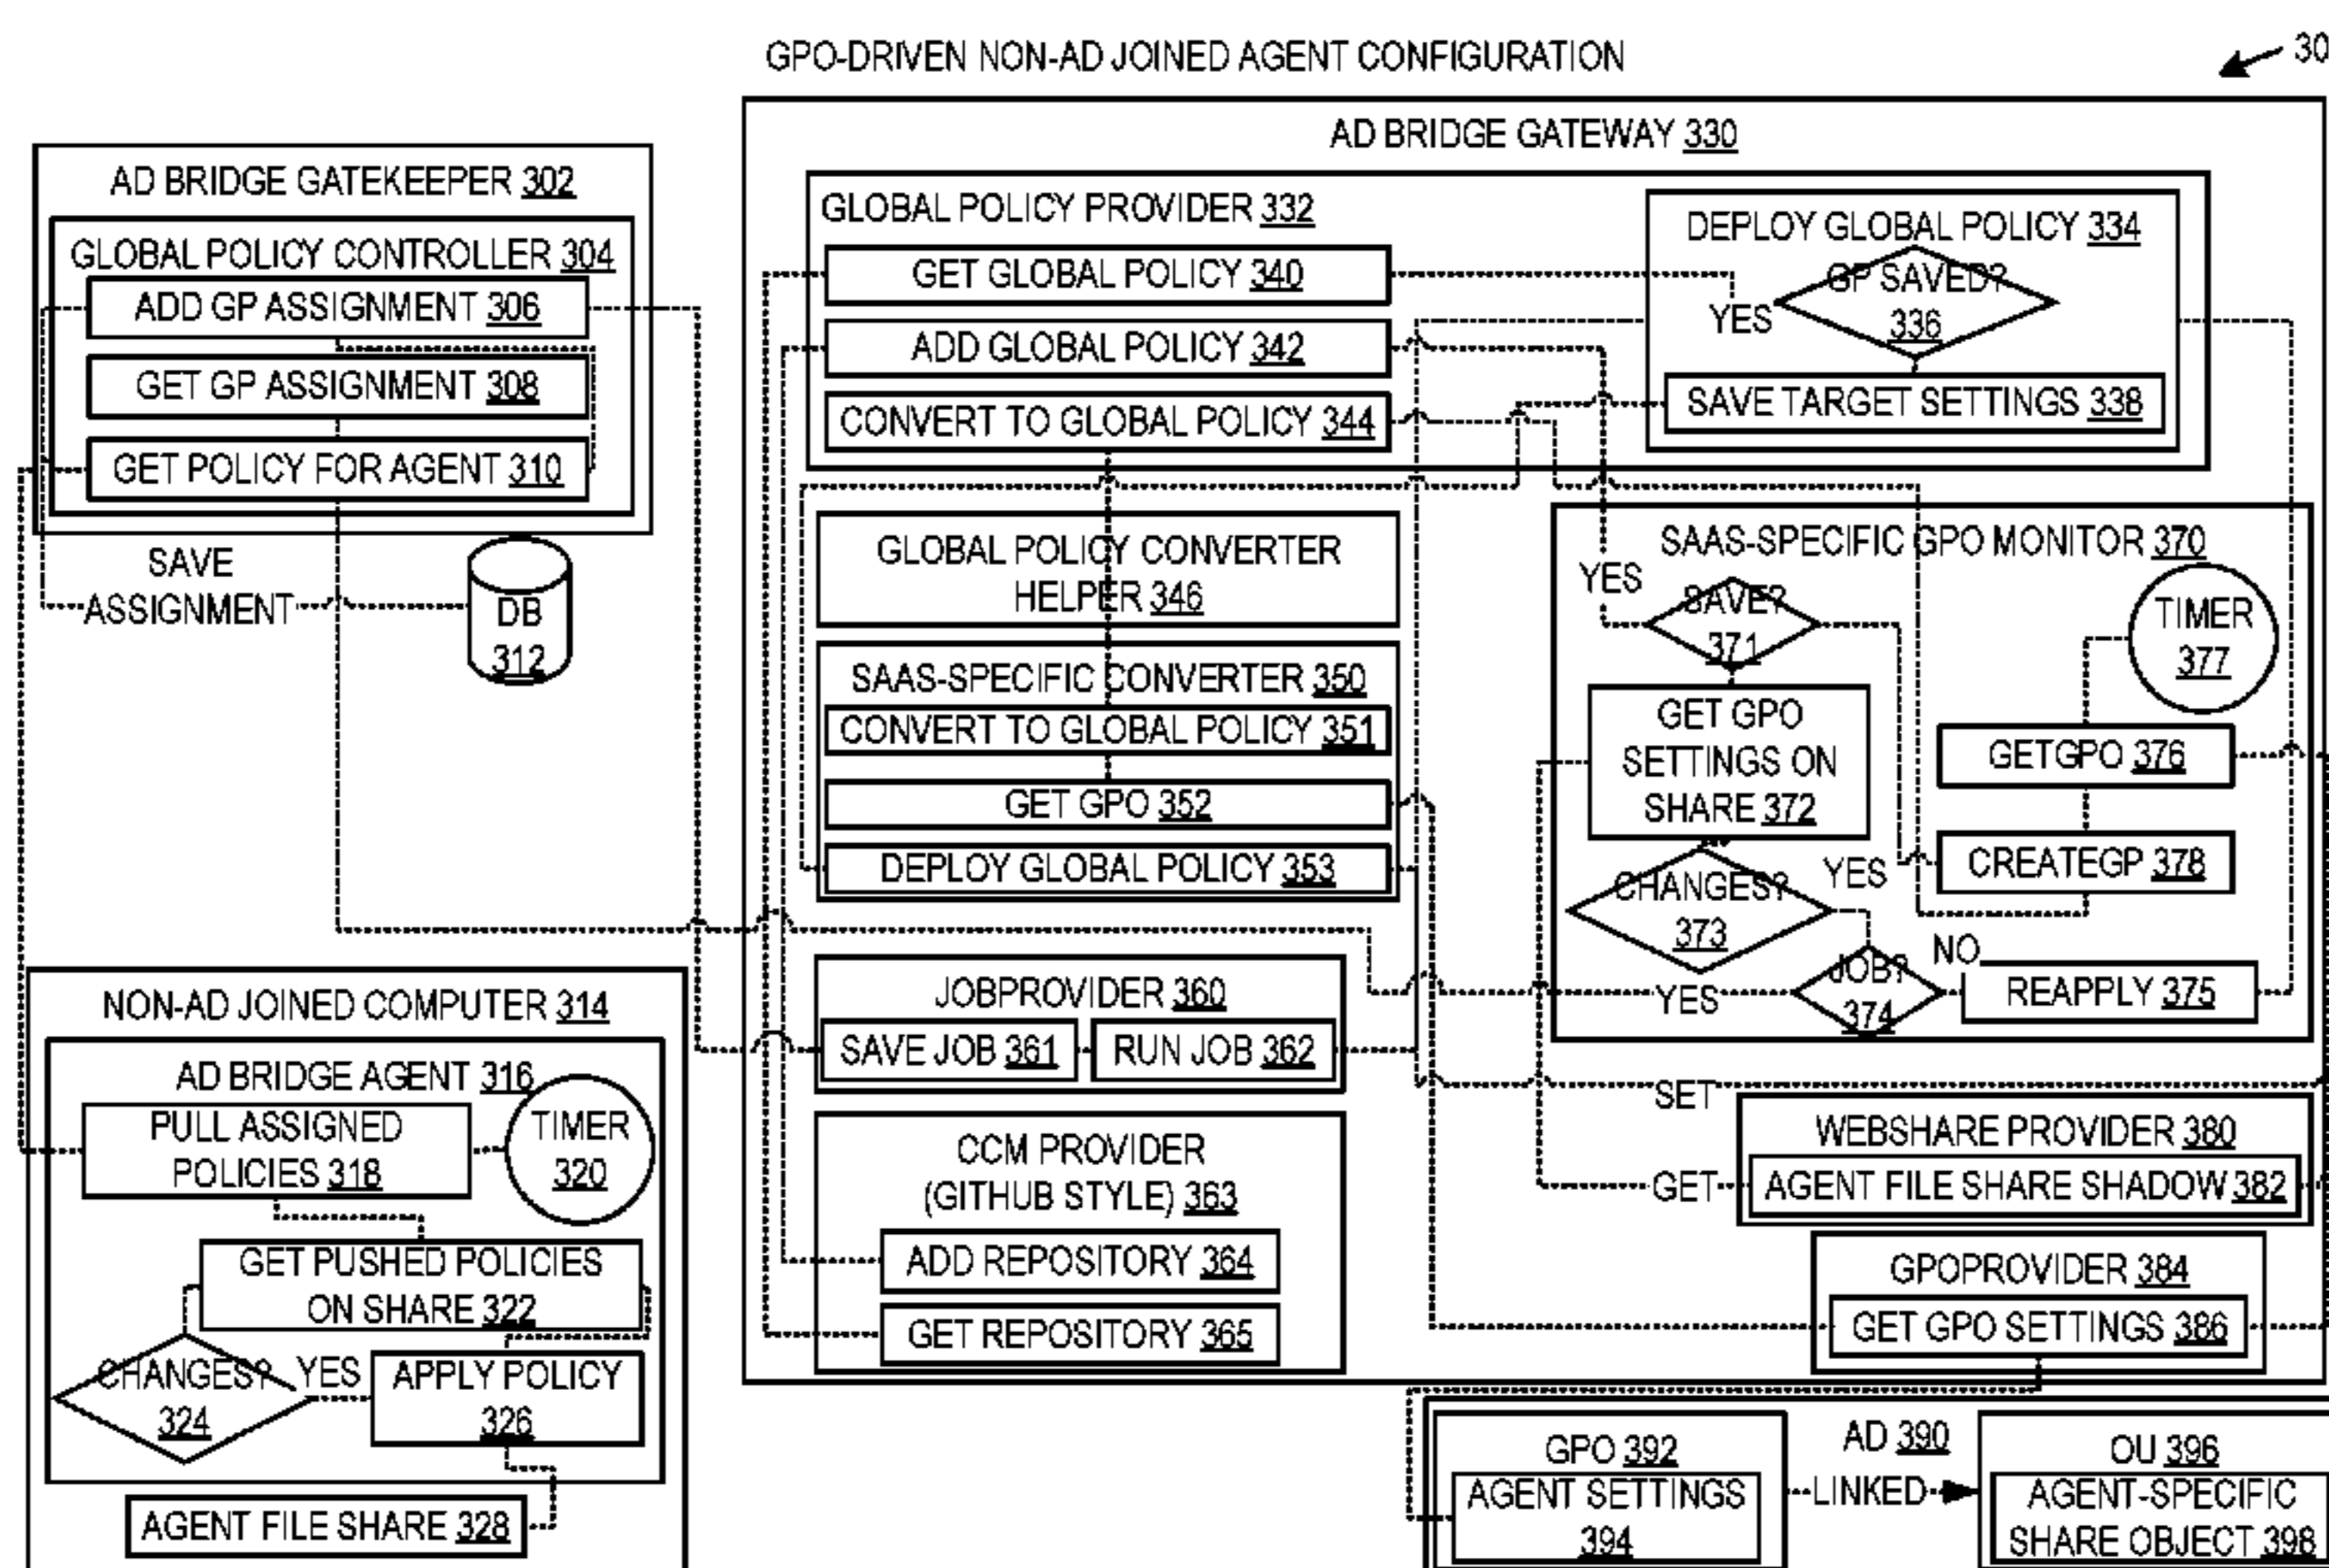 GPO-DRIVEN NON-AD JOINED AGENT CONFIGURATION
30
AD BRIDGE GATEKEEPER 302
GLOBAL POLICY CONTROLLER 304
ADD GP ASSIGNMENT 306
GET GP ASSIGNMENT 308
GET POLICY FOR AGENT 310
SAVE
ASSIGNMENT
DB
312
NON-AD JOINED COMPUTER 314
AD BRIDGE AGENT 316
PULL ASSIGNED
POLICIES 318
TIMER
320
GET PUSHED POLICIES
ON SHARE 322
CHANGES?
324
YES
APPLY POLICY
326
AGENT FILE SHARE 328
AD BRIDGE GATEWAY 330
GLOBAL POLICY PROVIDER 332
GET GLOBAL POLICY 340
ADD GLOBAL POLICY 342
CONVERT TO GLOBAL POLICY 344
DEPLOY GLOBAL POLICY 334
GP SAVED?
336
YES
SAVE TARGET SETTINGS 338
GLOBAL POLICY CONVERTER
HELPER 346
SAAS-SPECIFIC CONVERTER 350
CONVERT TO GLOBAL POLICY 351
GET GPO 352
DEPLOY GLOBAL POLICY 353
JOBPROVIDER 360
SAVE JOB 361
RUN JOB 362
CCM PROVIDER
(GITHUB STYLE) 363
ADD REPOSITORY 364
GET REPOSITORY 365
SAAS-SPECIFIC GPO MONITOR 370
YES
SAVE?
371
TIMER
377
GET GPO
SETTINGS ON
SHARE 372
GETGPO 376
CREATEGP 378
CHANGES?
373
YES
JOB?
374
YES
NO
REAPPLY 375
SET
WEBSHARE PROVIDER 380
GET
AGENT FILE SHARE SHADOW 382
GPOPROVIDER 384
GET GPO SETTINGS 386
GPO 392
AGENT SETTINGS
394
AD 390
LINKED
OU 396
AGENT-SPECIFIC
SHARE OBJECT 398